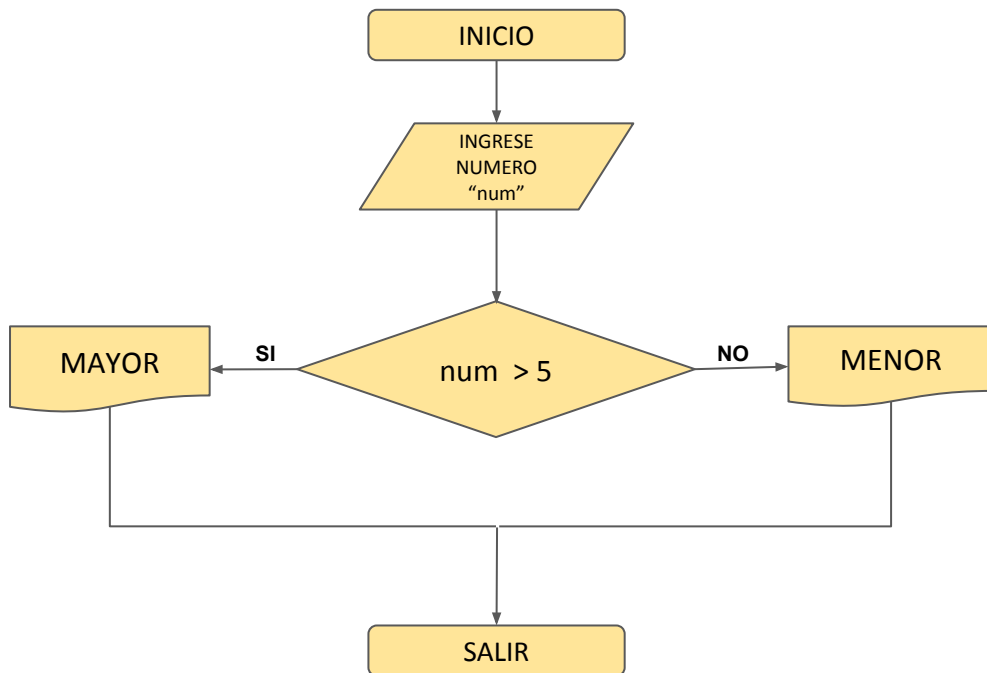 INICIO
INGRESE
NUMERO
“num”
SI
NO
MAYOR
num > 5
MENOR
SALIR